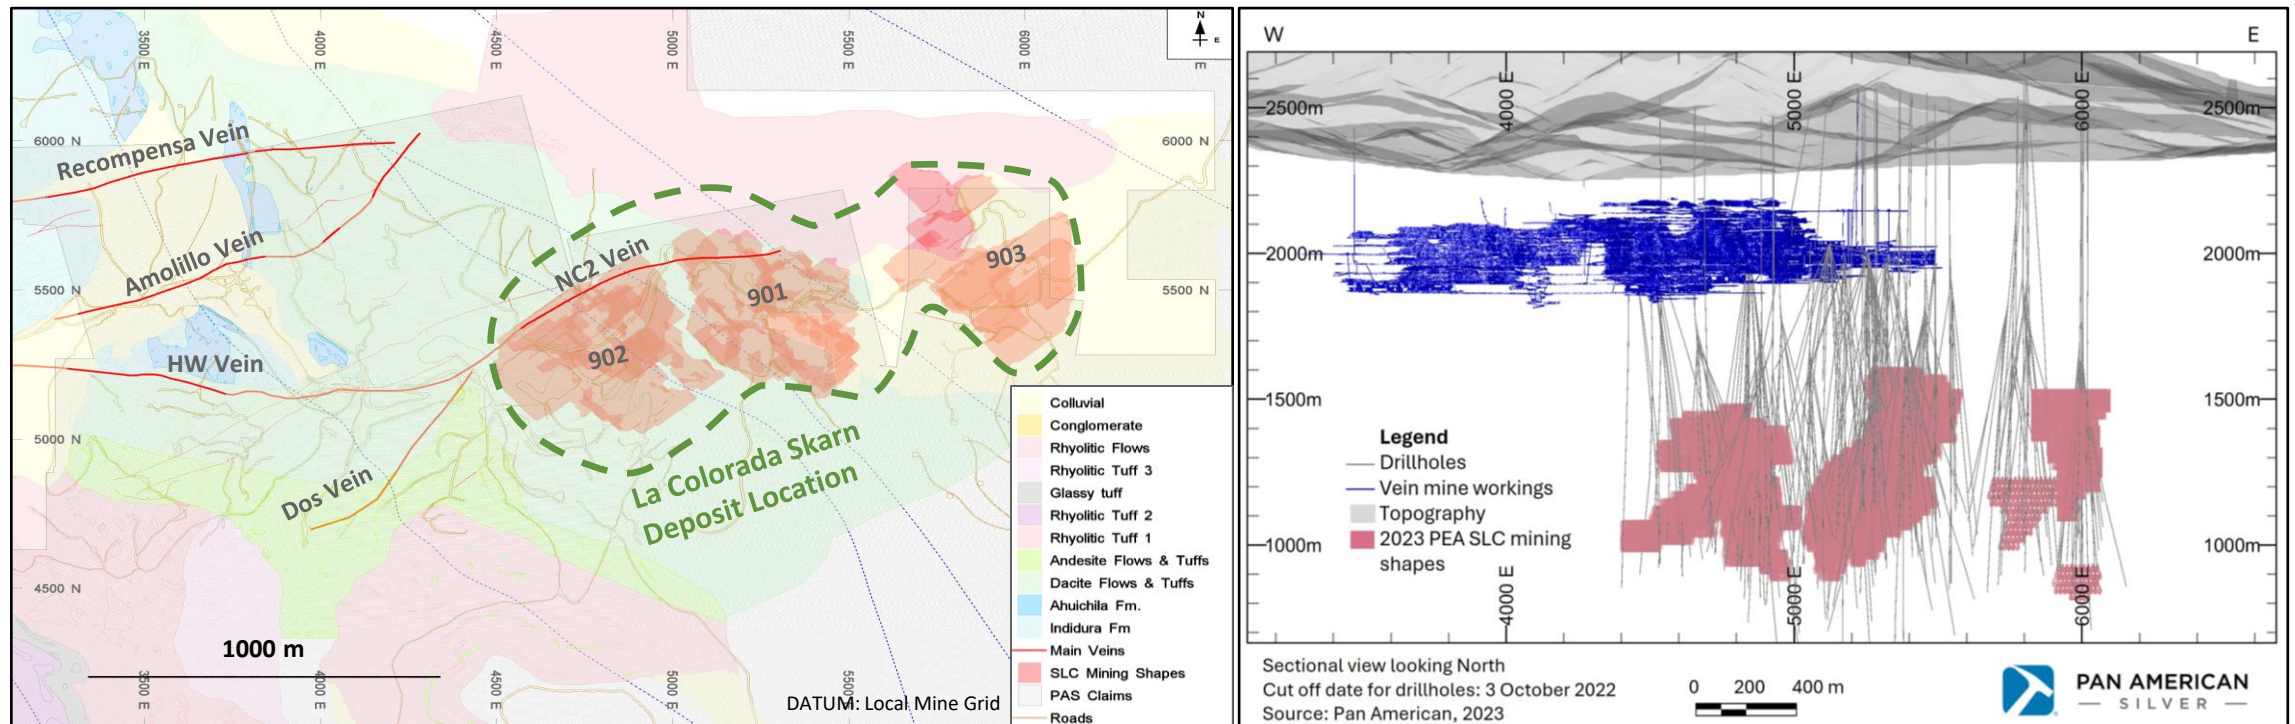 N
E
3500 E
4000 E
4500 E
5000 E
5500 E
6000 E
E
6000 N
6000 N
Recompensa Vein
Amolillo Vein
NC2 Vein
903
901
5500 N
5500 N
902
HW Vein
5000 N
Dos Vein
La Colorada Skarn
Deposit Location
4500 N
1000 m
3500 E
4000 E
4500 E
5000 E
5500
DATUM: Local Mine Grid
Colluvial
Conglomerate
Rhyolitic Flows
Rhyolitic Tuff 3
Glassy tuff
Rhyolitic Tuff 2
Rhyolitic Tuff 1
Andesite Flows & Tuffs
Dacite Flows & Tuffs
Ahuichila Fm.
Indidura Fm
Main Veins
SLC Mining Shapes
PAS Claims
Roads
W
E
4000 E
5000 E
6000 E
2500m
2500m
2000m
2000m
1500m
1500m
1000m
1000m
Legend
Drillholes
Vein mine workings
Topography
2023 PEA SLC mining
shapes
4000 E
5000 E
6000 E
Sectional view looking North
Cut off date for drillholes: 3 October 2022
Source: Pan American, 2023
0 200 400 m
PAN AMERICAN
SILVER